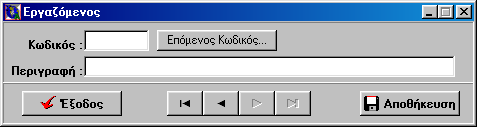 Εργαζόμενος
Κωδικός :
Επόμενος Κωδικός...
Περιγραφή :
Έξοδος
Αποθήκευση